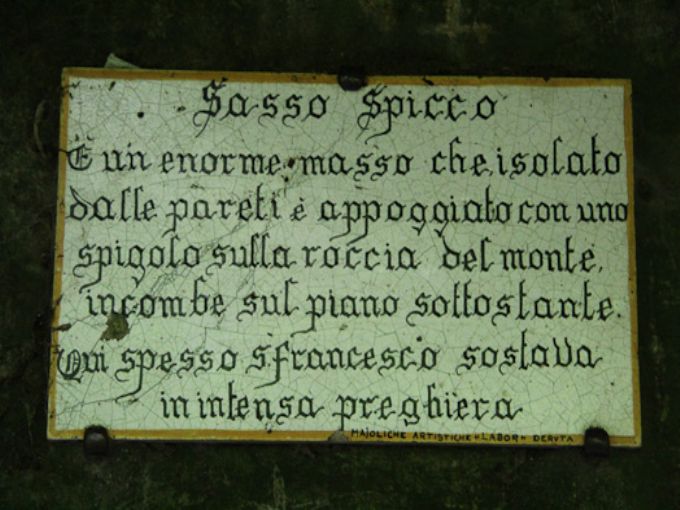 Sasso Spicco
È un enorme masso che, isolato
dalle pareti è appoggiato con uno
spigolo sulla roccia del monte,
incombe sul piano sottostante.
Qui spesso S. Francesco sostava
in intensa preghiera
MAIOLICHE ARTISTICHE "LABOR" DERUTA